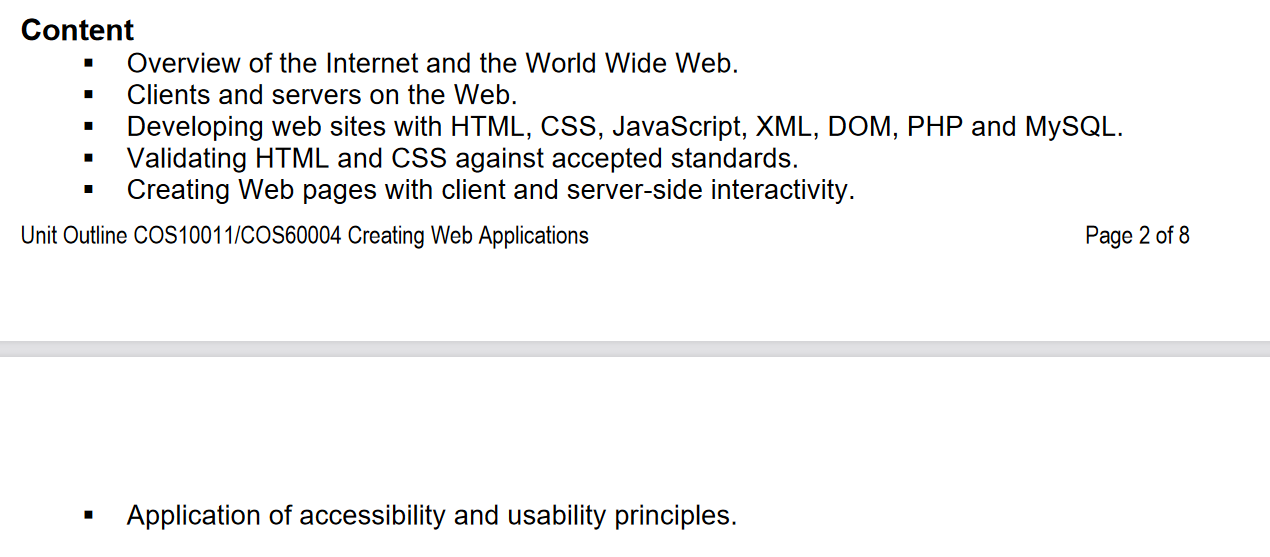 Content
▪ Overview of the Internet and the World Wide Web.
▪ Clients and servers on the Web.
▪ Developing web sites with HTML, CSS, JavaScript, XML, DOM, PHP and MySQL.
▪ Validating HTML and CSS against accepted standards.
▪ Creating Web pages with client and server-side interactivity.
Unit Outline COS10011/COS60004 Creating Web Applications Page 2 of 8
▪ Application of accessibility and usability principles.